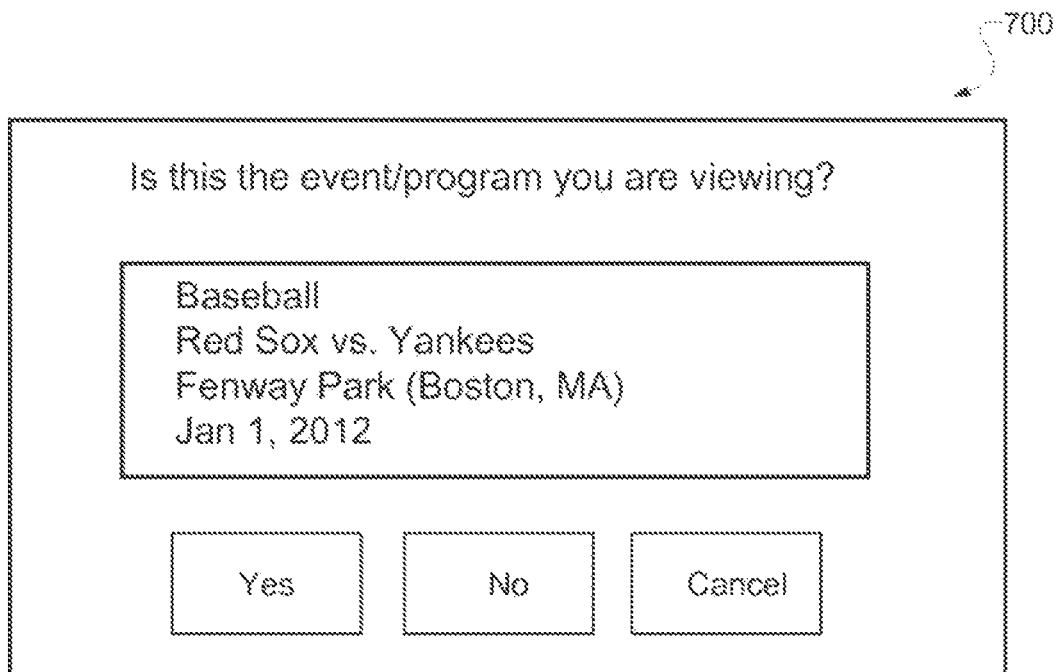 700
Is this the event/program you are viewing?
Baseball
Red Sox vs. Yankees
Fenway Park (Boston, MA)
Jan 1, 2012
Yes No Cancel